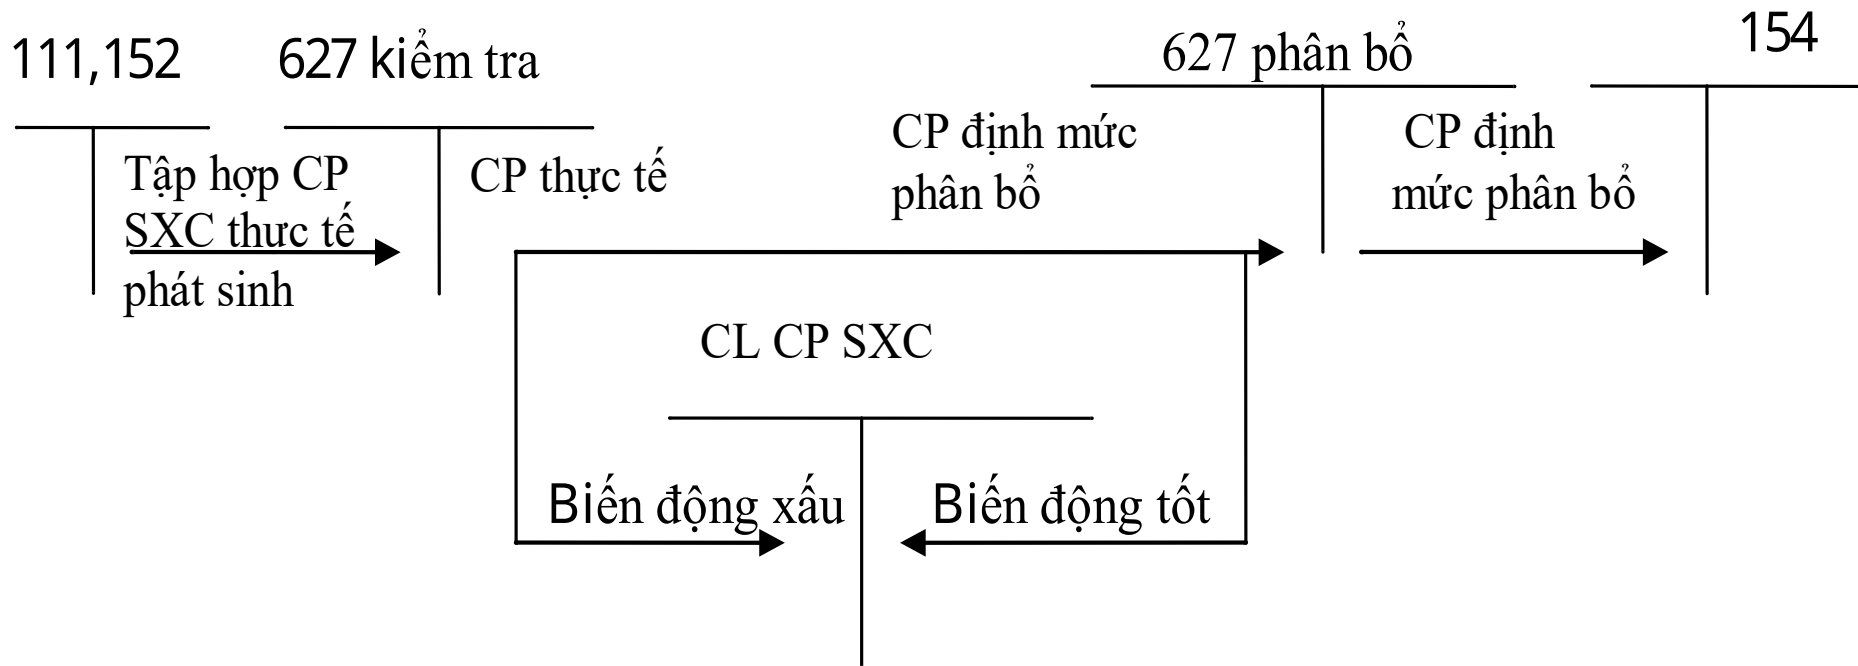 111,152
627 kiểm tra
627 phân bổ
154
Tập hợp CP
SXC thưc tế
phát sinh
CP thực tế
CP định mức
phân bổ
CP định
mức phân bổ
CL CP SXC
Biến động xấu
Biến động tốt